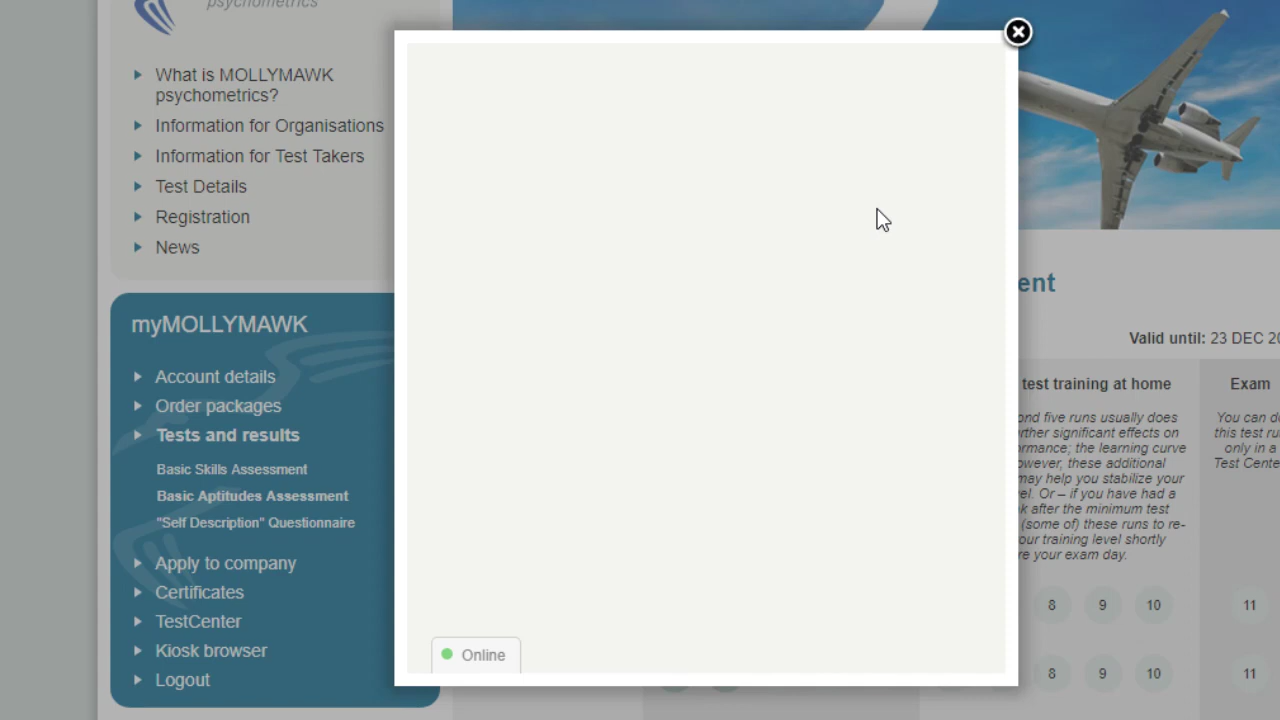 psychometrics
What is MOLLYMAWK
psychometrics?
Information for Organisations
Information for Test Takers
Test Details
Registration
News
myMOLLYMAWK
Account details
Order packages
Tests and results
Basic Skills Assessment
Basic Aptitudes Assessment
"Self Description" Questionnaire
Apply to company
Certificates
TestCenter
Kiosk browser
Logout
Online
ent
Valid until: 23 DEC 20
test training at home
ond five runs usually does
rther significant effects on
ormance; the learning curve
owever, these additional
may help you stabilize your
el. Or – if you have had a
k after the minimum test
(some of) these runs to re-
our training level shortly
re your exam day.
Exam
You can do
this test ru
only in a
Test Cente
8 9 10 11
8 9 10 11